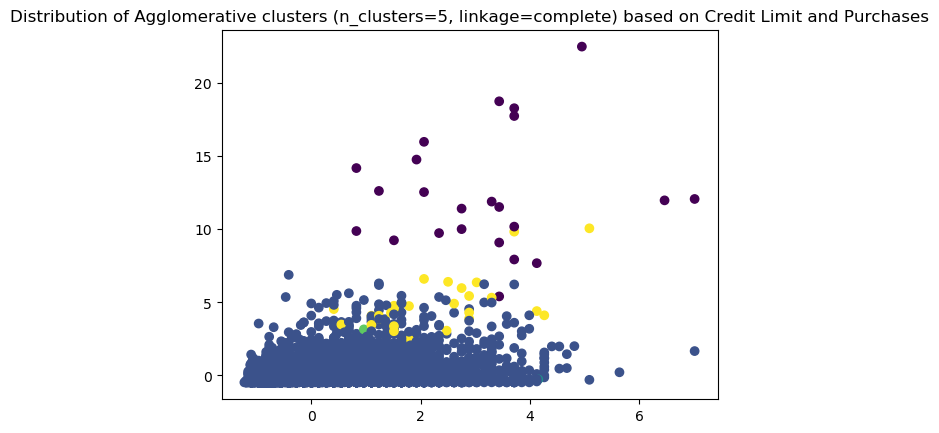 Distribution of Agglomerative clusters (n_clusters=5, linkage=complete) based on Credit Limit and Purchases
20
15
10
5
0
0 2 4 6